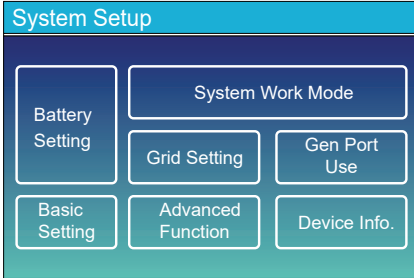 System Setup
Battery
Setting
System Work Mode
Grid Setting
Gen Port
Use
Basic
Setting
Advanced
Function
Device Info.